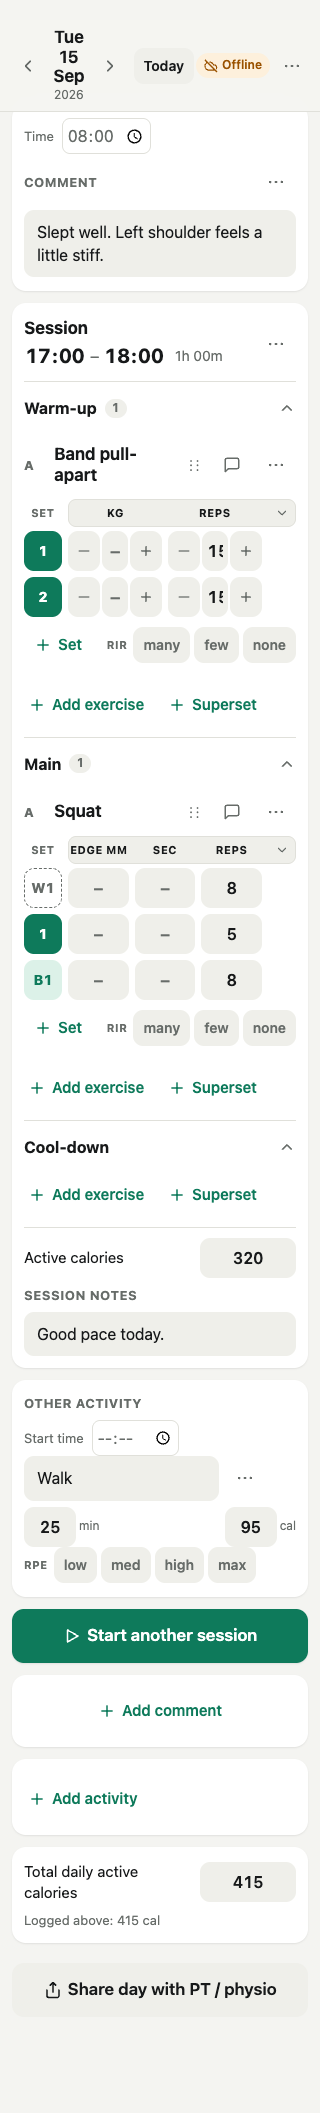 Tue
15
Sep
2026
Today
Offline
Time 08:00
COMMENT
Slept well. Left shoulder feels a
little stiff.
Session
17:00 – 18:00 1h 00m
Warm-up 1
A Band pull-
apart
SET KG REPS
1 – – + – 15 +
2 – – + – 15 +
+ Set RIR many few none
+ Add exercise + Superset
Main 1
A Squat
SET EDGE MM SEC REPS
W1 – – 8
1 – – 5
B1 – – 8
+ Set RIR many few none
+ Add exercise + Superset
Cool-down
+ Add exercise + Superset
Active calories 320
SESSION NOTES
Good pace today.
OTHER ACTIVITY
Start time --:--
Walk
25 min 95 cal
RPE low med high max
Start another session
+ Add comment
+ Add activity
Total daily active
calories
415
Logged above: 415 cal
Share day with PT / physio